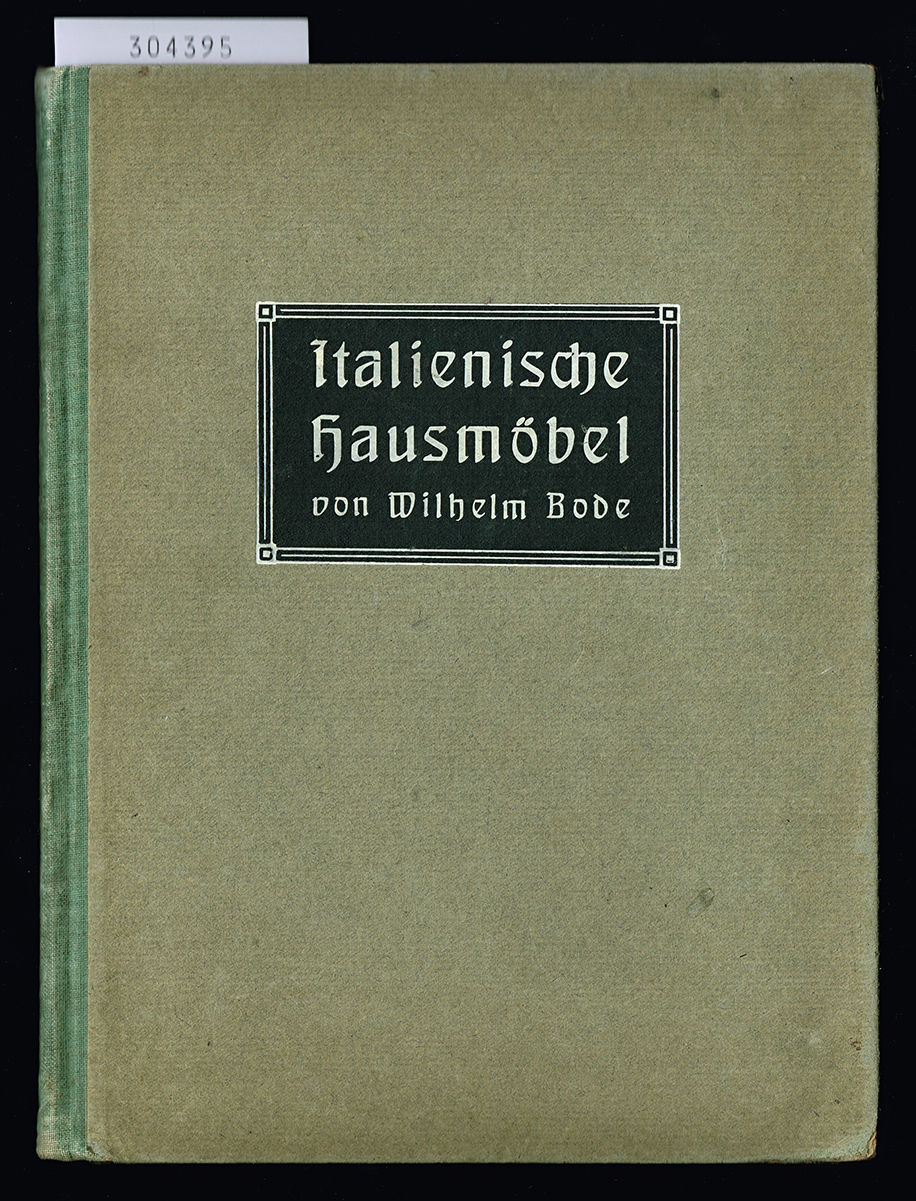 304395
Italienische
Hausmöbel
von Wilhelm Bode